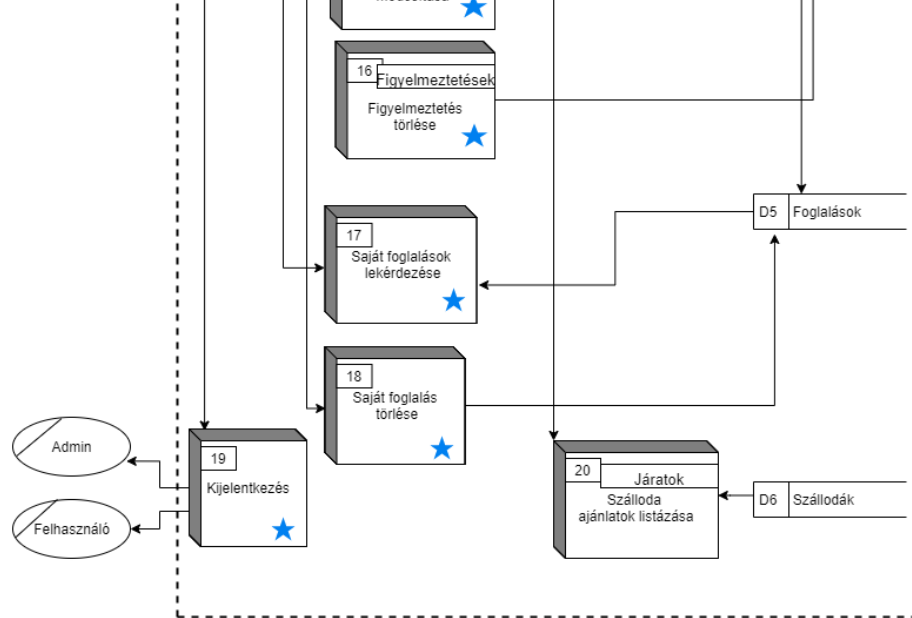 módosítása
16
Figyelmeztetések
Figyelmeztetés
törlése
D5
Foglalások
17
Saját foglalások
lekérdezése
18
Saját foglalás
törlése
Admin
19
Kijelentkezés
Felhasználó
20
Járatok
Szálloda
ajánlatok listázása
D6
Szállodák